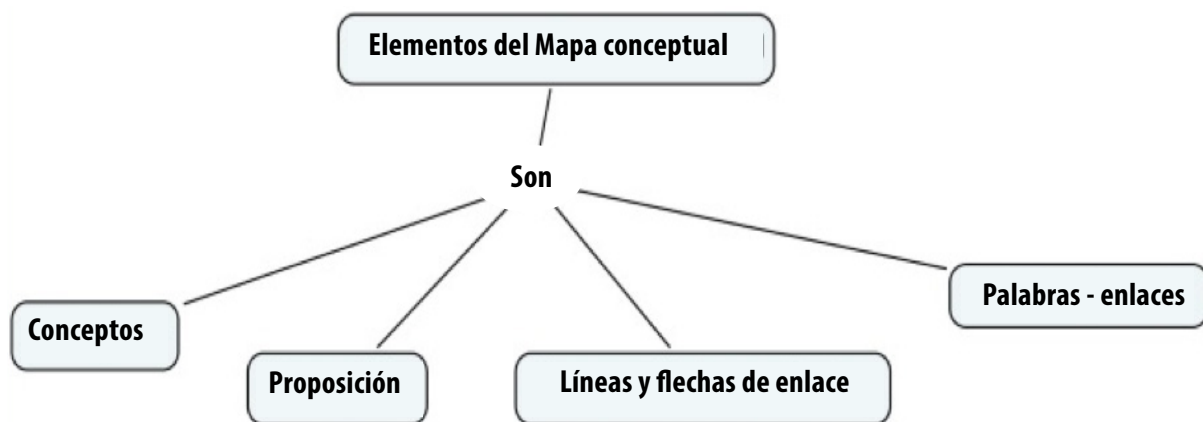 Elementos del Mapa conceptual
Son
Conceptos
Proposición
Líneas y flechas de enlace
Palabras - enlaces